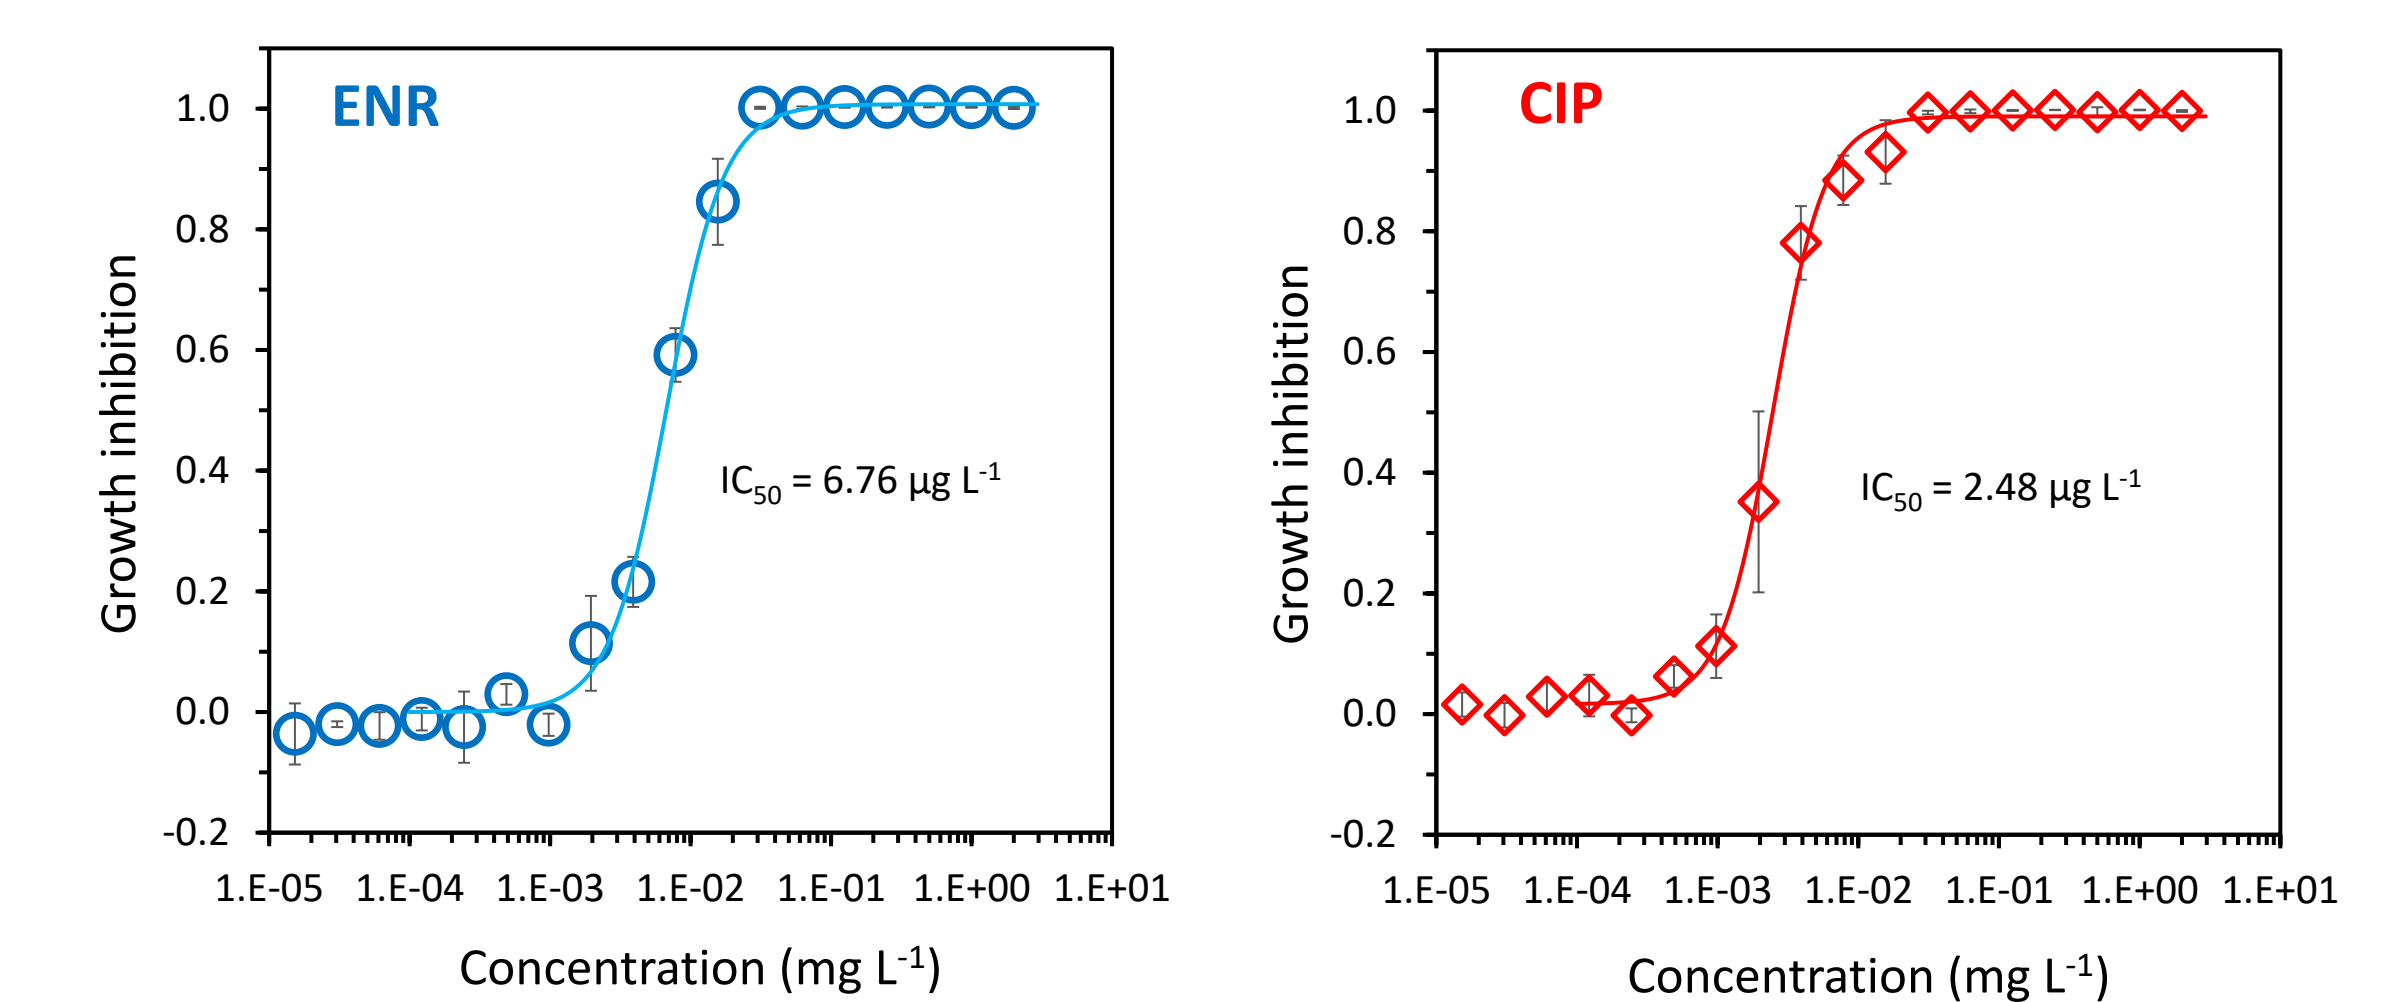 ENR
1.0
0.8
0.6
0.4
0.2
0.0
-0.2
Growth inhibition
IC50 = 6.76 µg L-1
1.E-05 1.E-04 1.E-03 1.E-02 1.E-01 1.E+00 1.E+01
Concentration (mg L-1)
CIP
1.0
0.8
0.6
0.4
0.2
0.0
-0.2
Growth inhibition
IC50 = 2.48 µg L-1
1.E-05 1.E-04 1.E-03 1.E-02 1.E-01 1.E+00 1.E+01
Concentration (mg L-1)